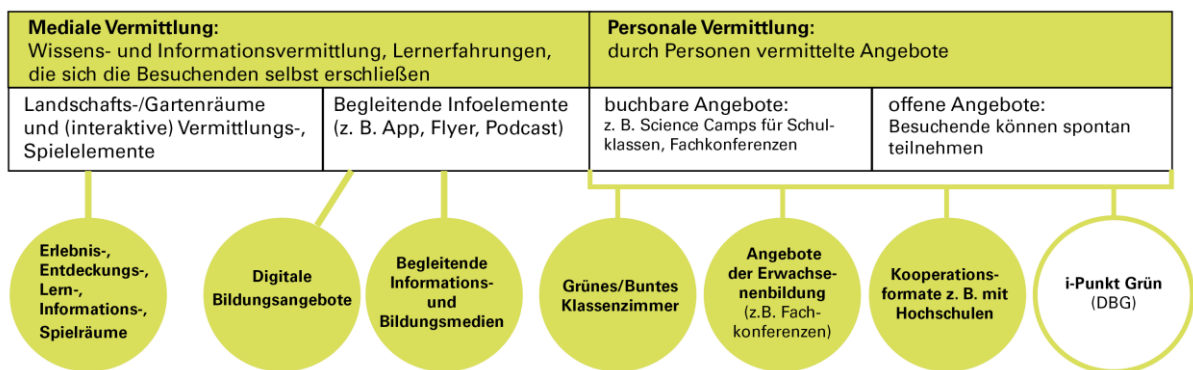 Mediale Vermittlung:
Wissens- und Informationsvermittlung, Lernerfahrungen,
die sich die Besuchenden selbst erschließen
Personale Vermittlung:
durch Personen vermittelte Angebote
Landschafts-/Gartenräume
und (interaktive) Vermittlungs-,
Spielelemente
Begleitende Infoelemente
(z. B. App, Flyer, Podcast)
buchbare Angebote:
z. B. Science Camps für Schul-
klassen, Fachkonferenzen
offene Angebote:
Besuchende können spontan
teilnehmen
Erlebnis-,
Entdeckungs-,
Lern-,
Informations-,
Spielräume
Digitale
Bildungsangebote
Begleitende
Informations-
und
Bildungsmedien
Grünes/Buntes
Klassenzimmer
Angebote
der Erwachse-
nenbildung
(z.B. Fach-
konferenzen)
Kooperations-
formate z. B. mit
Hochschulen
i-Punkt Grün
(DBG)